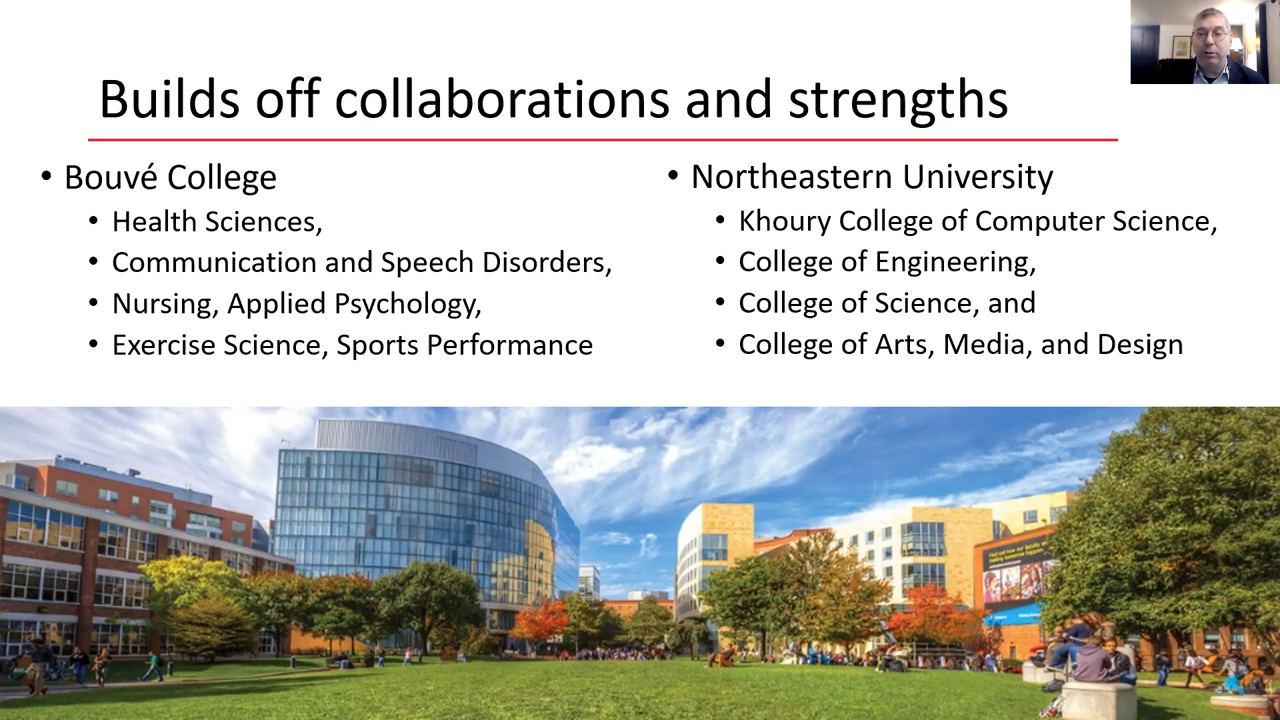 Builds off collaborations and strengths
• Bouvé College
• Health Sciences,
• Communication and Speech Disorders,
• Nursing, Applied Psychology,
• Exercise Science, Sports Performance
• Northeastern University
• Khoury College of Computer Science,
• College of Engineering,
• College of Science, and
• College of Arts, Media, and Design